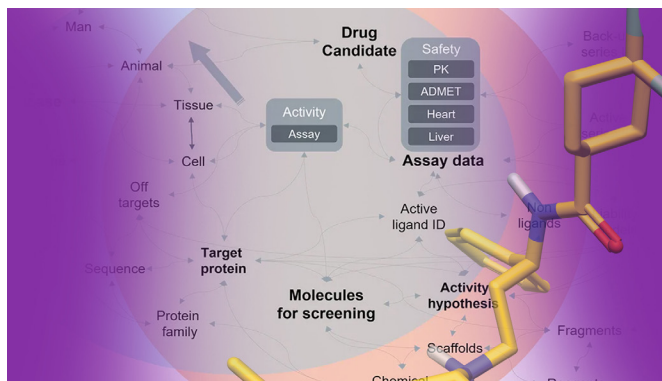 Man
Animal
Tissue
Cell
Off
targets
Sequence
Protein
family
Target
protein
Activity
Assay
Drug
Candidate
Safety
PK
ADMET
Heart
Liver
Assay data
Active
ligand ID
Molecules
for screening
Activity
hypothesis
Scaffolds
Non
ligands
Fragments